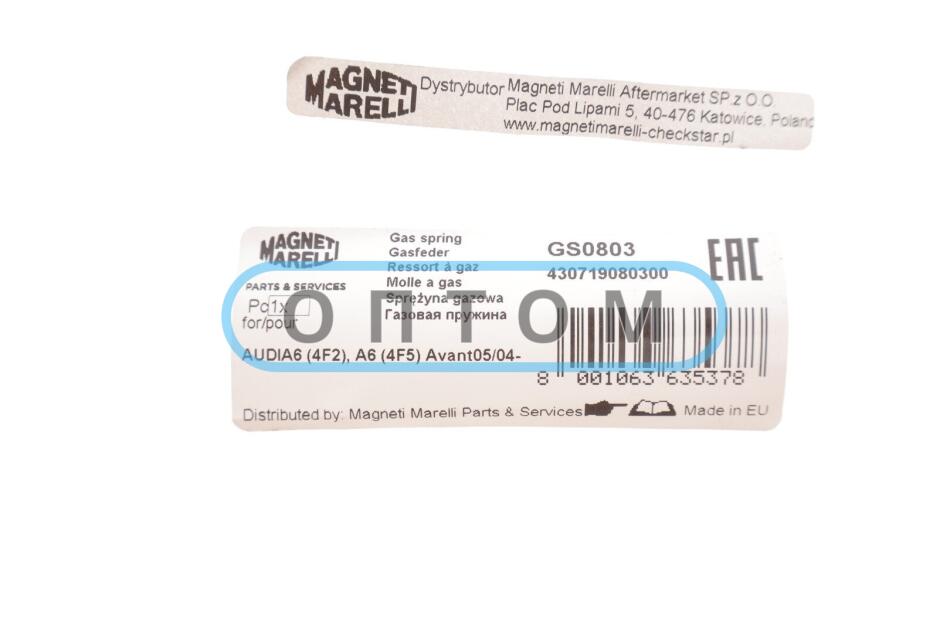 MAGNETI MARELLI
Dystrybutor Magneti Marelli Aftermarket SP.z O.O.
Plac Pod Lipami 5, 40-476 Katowice. Poland
www.magnetimarelli-checkstar.pl
MAGNETI MARELLI
PARTS & SERVICES
Pc 1x
for/pour
Gas spring
Gasfeder
Ressort à gaz
Molle a gas
Sprężyna gazowa
Газовая пружина
GS0803
430719080300
EAC
ОПТОМ
AUDIA6 (4F2), A6 (4F5) Avant05/04-
8 001063 635378
Distributed by: Magneti Marelli Parts & Services
Made in EU